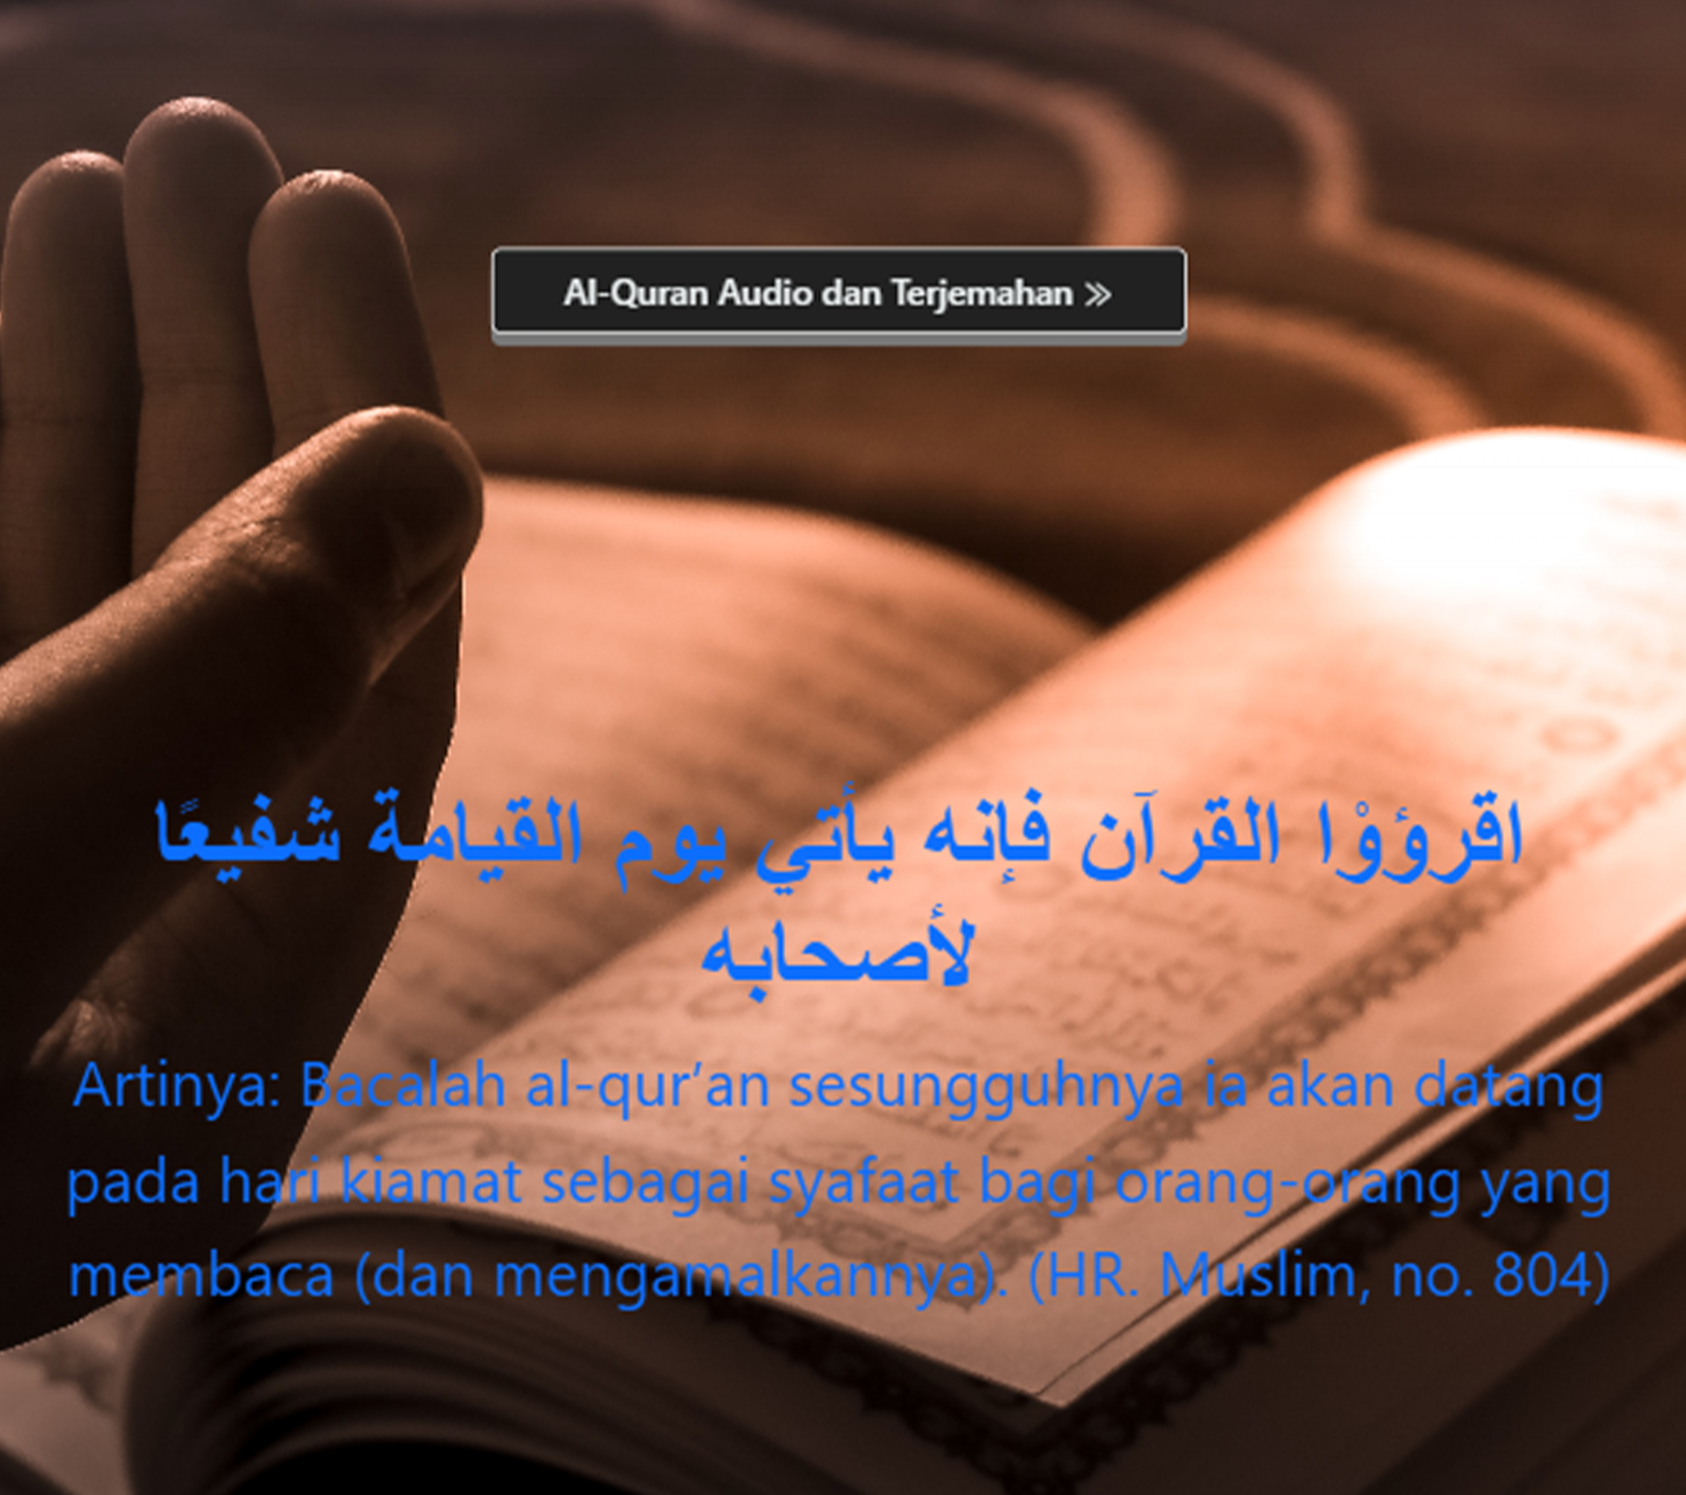 Al-Quran Audio dan Terjemahan ≫
اقرؤوْا القرآن فإنه يأتي يوم القيامة شفيعًا
لأصحابه
Artinya: Bacalah al-qur’an sesungguhnya ia akan datang
pada hari kiamat sebagai syafaat bagi orang-orang yang
membaca (dan mengamalkannya). (HR. Muslim, no. 804)